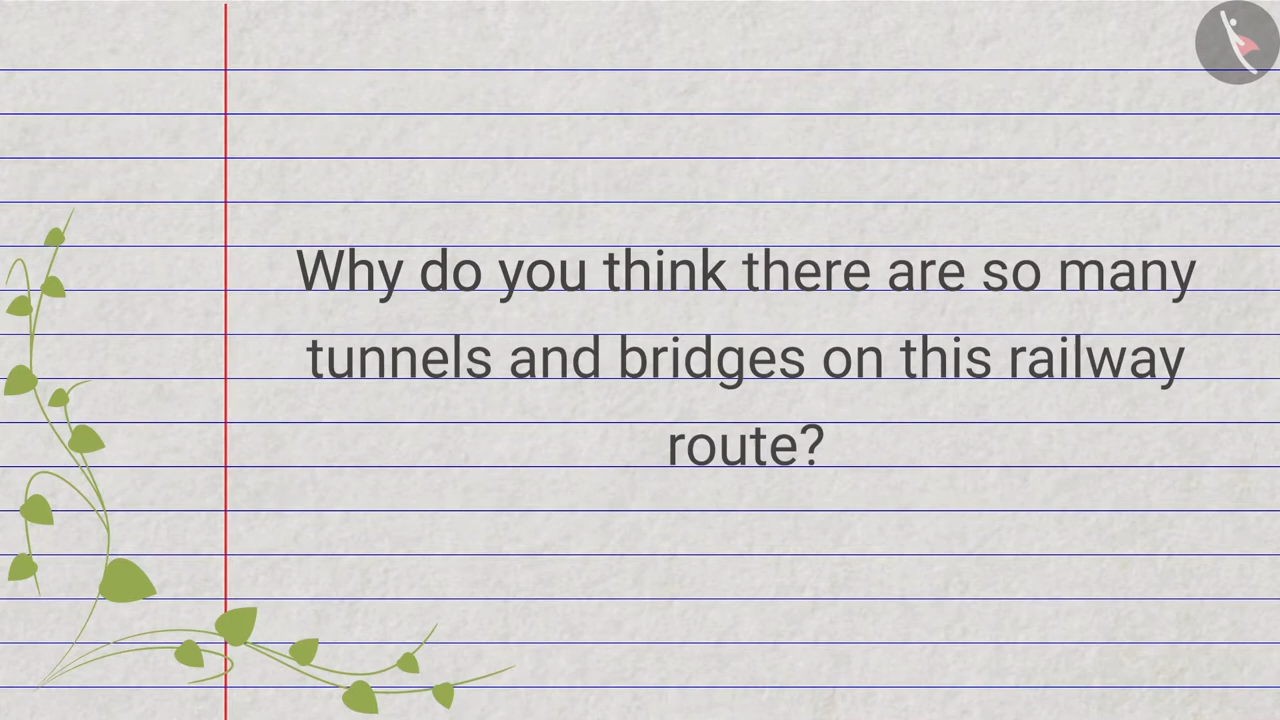 Why do you think there are so many
tunnels and bridges on this railway
route?